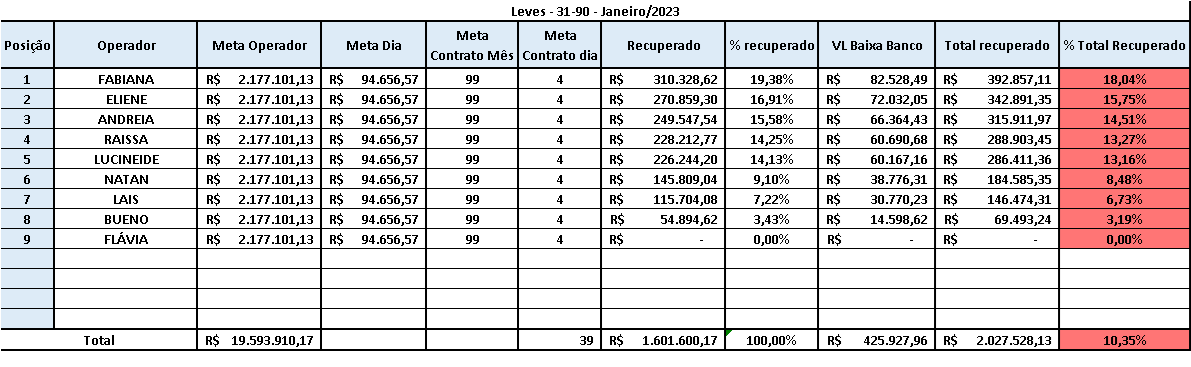 Leves - 31-90 - Janeiro/2023
Posição Operador Meta Operador Meta Dia Meta Contrato Mês Meta Contrato dia Recuperado % recuperado VL Baixa Banco Total recuperado % Total Recuperado
1 FABIANA R$ 2.177.101,13 R$ 94.656,57 99 4 R$ 310.328,62 19,38% R$ 82.528,49 R$ 392.857,11 18,04%
2 ELIENE R$ 2.177.101,13 R$ 94.656,57 99 4 R$ 270.859,30 16,91% R$ 72.032,05 R$ 342.891,35 15,75%
3 ANDREIA R$ 2.177.101,13 R$ 94.656,57 99 4 R$ 249.547,54 15,58% R$ 66.364,43 R$ 315.911,97 14,51%
4 RAISSA R$ 2.177.101,13 R$ 94.656,57 99 4 R$ 228.212,77 14,25% R$ 60.690,68 R$ 288.903,45 13,27%
5 LUCINEIDE R$ 2.177.101,13 R$ 94.656,57 99 4 R$ 226.244,20 14,13% R$ 60.167,16 R$ 286.411,36 13,16%
6 NATAN R$ 2.177.101,13 R$ 94.656,57 99 4 R$ 145.809,04 9,10% R$ 38.776,31 R$ 184.585,35 8,48%
7 LAIS R$ 2.177.101,13 R$ 94.656,57 99 4 R$ 115.704,08 7,22% R$ 30.770,23 R$ 146.474,31 6,73%
8 BUENO R$ 2.177.101,13 R$ 94.656,57 99 4 R$ 54.894,62 3,43% R$ 14.598,62 R$ 69.493,24 3,19%
9 FLÁVIA R$ 2.177.101,13 R$ 94.656,57 99 4 R$ - 0,00% R$ - R$ - 0,00%
Total R$ 19.593.910,17 39 R$ 1.601.600,17 100,00% R$ 425.927,96 R$ 2.027.528,13 10,35%